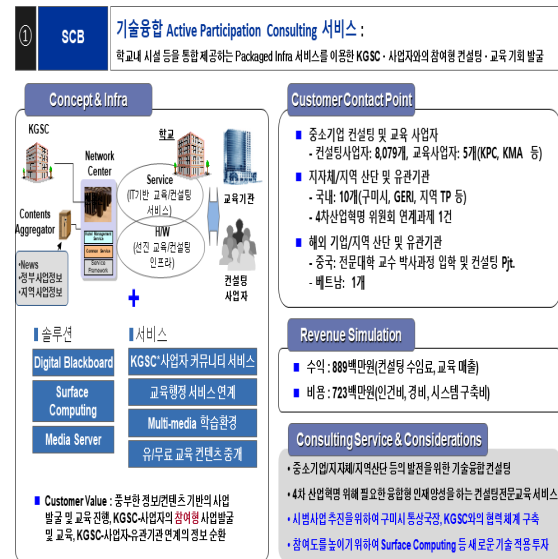 ① SCB
기술융합 Active Participation Consulting 서비스 :
학교내 시설 등을 통합 제공하는 Packaged Infra 서비스를 이용한 KGSC · 사업자와의 참여형 컨설팅 · 교육 기회 발굴
Concept & Infra
KGSC
학교
Network
Center
Service
(IT기반 교육/컨설팅
서비스)
H/W
(선진 교육/컨설팅
인프라)
교육기관
컨설팅
사업자
Contents
Aggregator
Service
Framework
•News
•정부사업정보
•지역사업정보
+
솔루션
Digital Blackboard
Surface
Computing
Media Server
서비스
KGSC*사업자 커뮤니티 서비스
교육행정 서비스 연계
Multi-media 학습환경
유/무료 교육 컨텐츠 중개
Customer Value : 풍부한 정보/컨텐츠 기반의 사업
발굴 및 교육 진행, KGSC-사업자의 참여형 사업발굴
및 교육, KGSC-사업자-유관기관 연계의 정보 순환
Customer Contact Point
중소기업 컨설팅 및 교육 사업자
- 컨설팅사업자: 8,079개, 교육사업자: 5개(KPC, KMA 등)
지자체/지역 산단 및 유관기관
- 국내: 10개(구미시, GERI, 지역 TP 등)
- 4차산업혁명 위원회 연계과제 1건
해외 기업/지역 산단 및 유관기관
- 중국: 전문대학 교수 박사과정 입학 및 컨설팅 Pjt.
- 베트남: 1개
Revenue Simulation
수익 : 889백만원(컨설팅 수임료, 교육 매출)
비용 : 723백만원(인건비, 경비, 시스템 구축비)
Consulting Service & Considerations
• 중소기업/지자체/지역산단 등의 발전을 위한 기술융합 컨설팅
• 4차 산업혁명 위해 필요한 융합형 인재양성을 하는 컨설팅전문교육 서비스
• 시범사업 추진을 위하여 구미시 통상국장, KGSC와의 협력체계 구축
• 참여도를 높이기 위하여 Surface Computing 등 새로운 기술 적용 투자